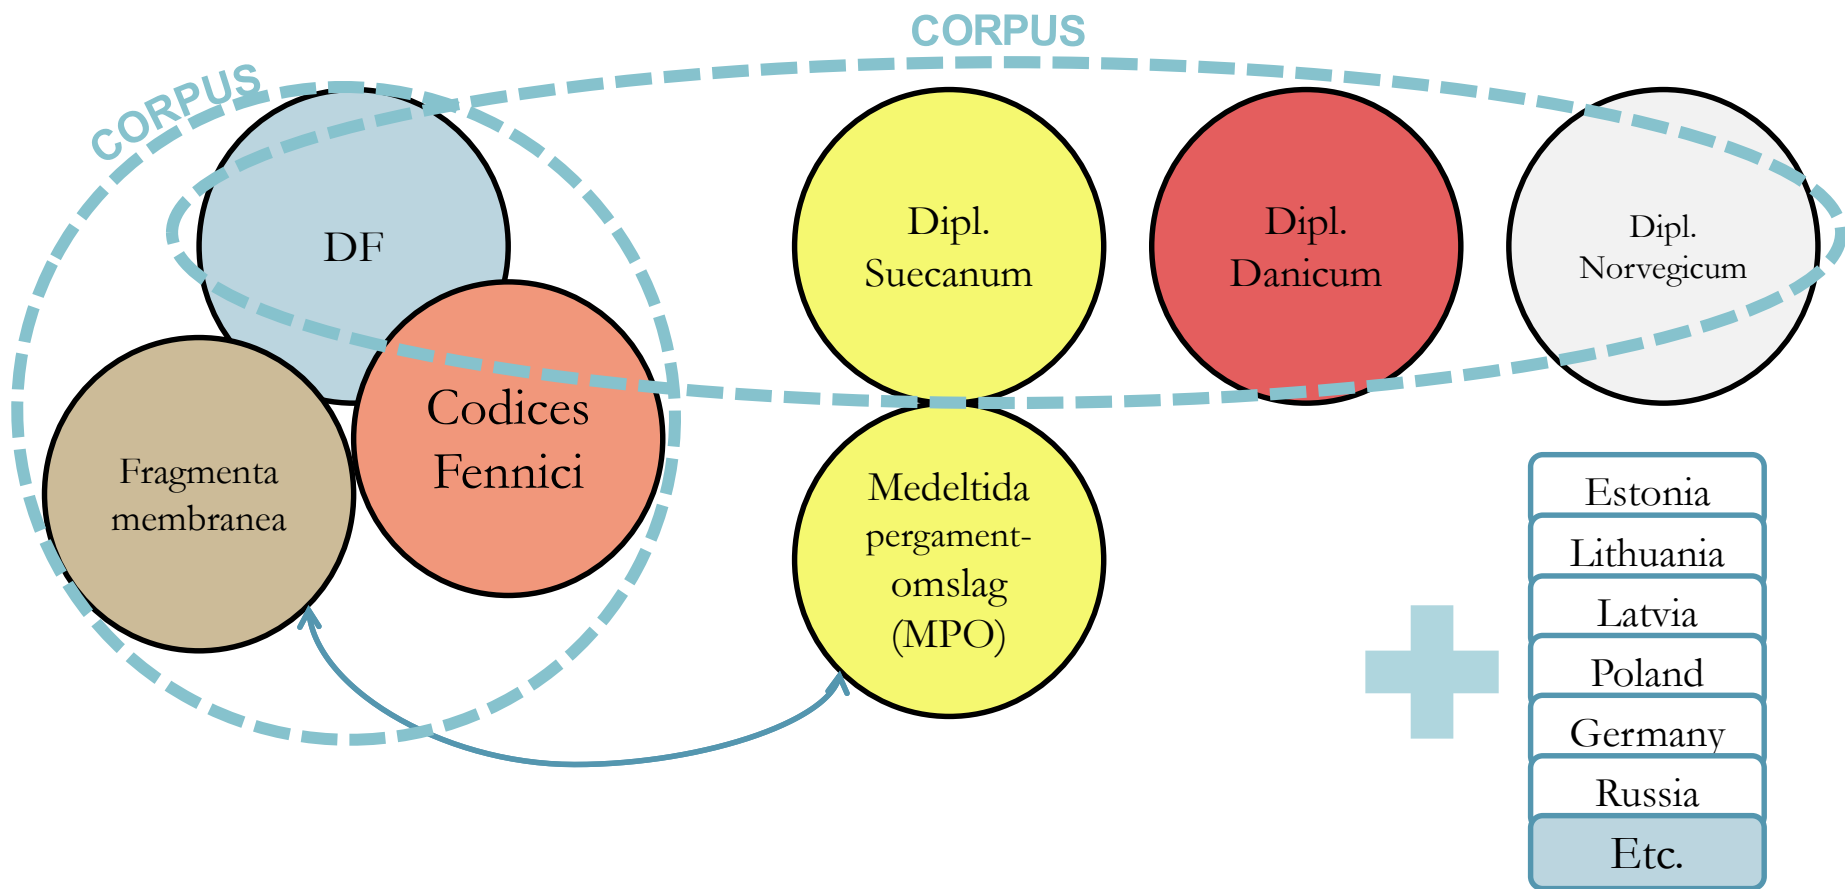 CORPUS
CORPUS
DF
Codices
Fennici
Fragmenta
membranea
Dipl.
Suecanum
Dipl.
Danicum
Dipl.
Norvegicum
Medeltida
pergament-
omslag
(MPO)
Estonia
Lithuania
Latvia
Poland
Germany
Russia
Etc.